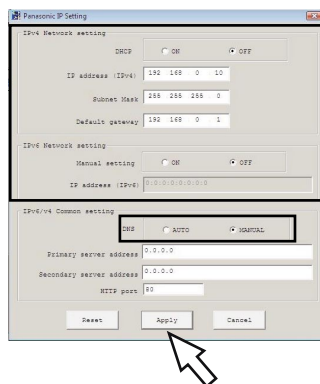 Panasonic IP Setting
IPv4 Network setting
DHCP ON OFF
IP address (IPv4) 192 168 0 10
Subnet Mask 255 255 255 0
Default gateway 192 168 0 1
IPv6 Network setting
Manual setting ON OFF
IP address (IPv6) 0:0:0:0:0:0:0:0
IPv6/v4 Common setting
DNS AUTO MANUAL
Primary server address 0.0.0.0
Secondary server address 0.0.0.0
HTTP port 80
Reset Apply Cancel